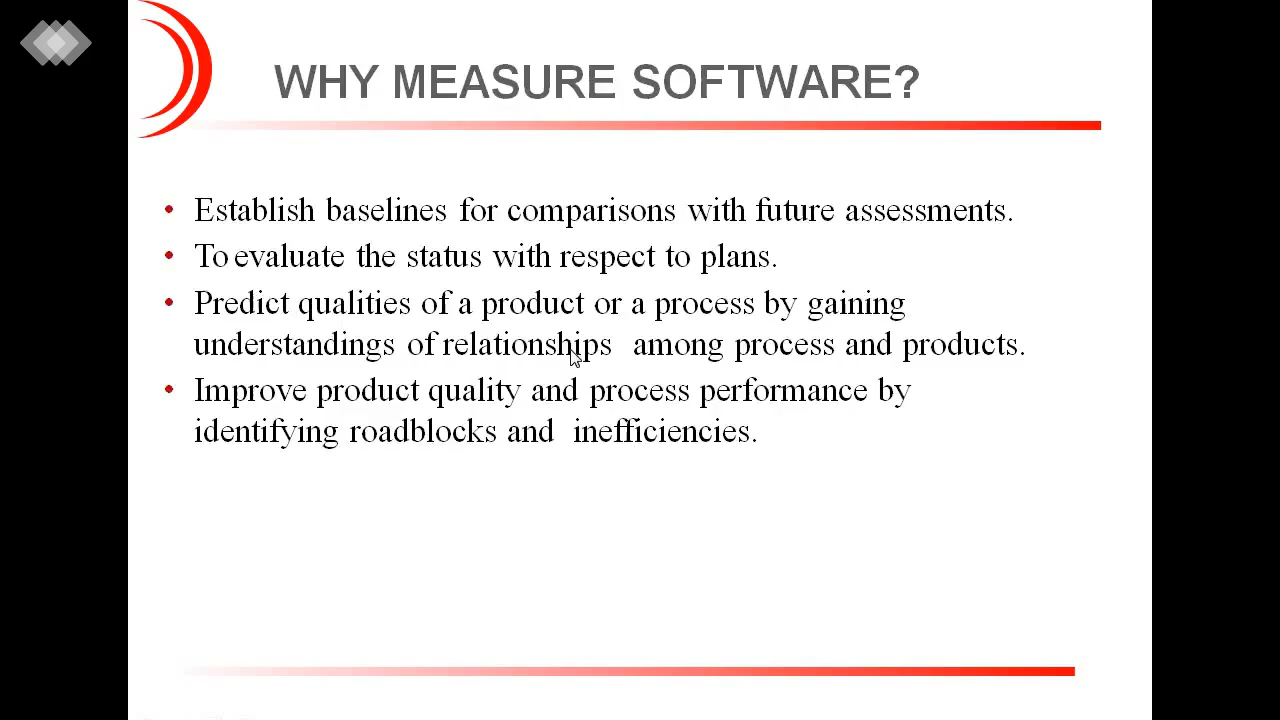 WHY MEASURE SOFTWARE?
• Establish baselines for comparisons with future assessments.
• To evaluate the status with respect to plans.
• Predict qualities of a product or a process by gaining
understandings of relationships among process and products.
• Improve product quality and process performance by
identifying roadblocks and inefficiencies.